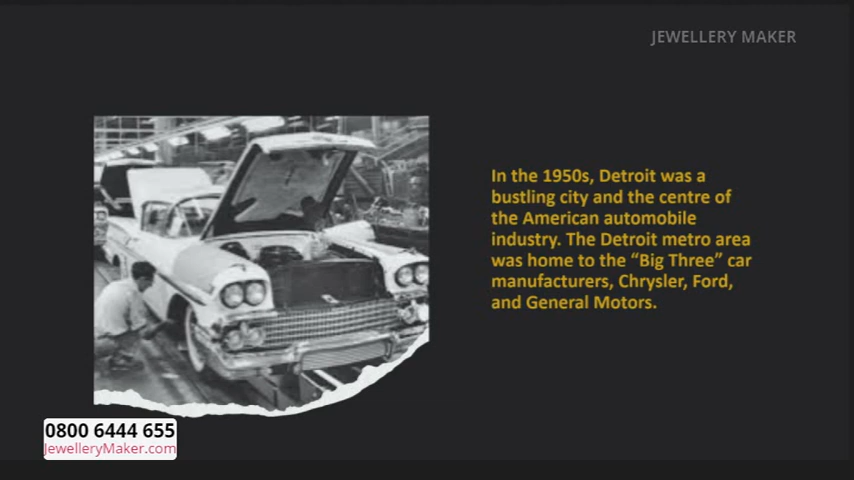 JEWELLERY MAKER
In the 1950s, Detroit was a
bustling city and the centre of
the American automobile
industry. The Detroit metro area
was home to the “Big Three” car
manufacturers, Chrysler, Ford,
and General Motors.
0800 6444 655
JewelleryMaker.com